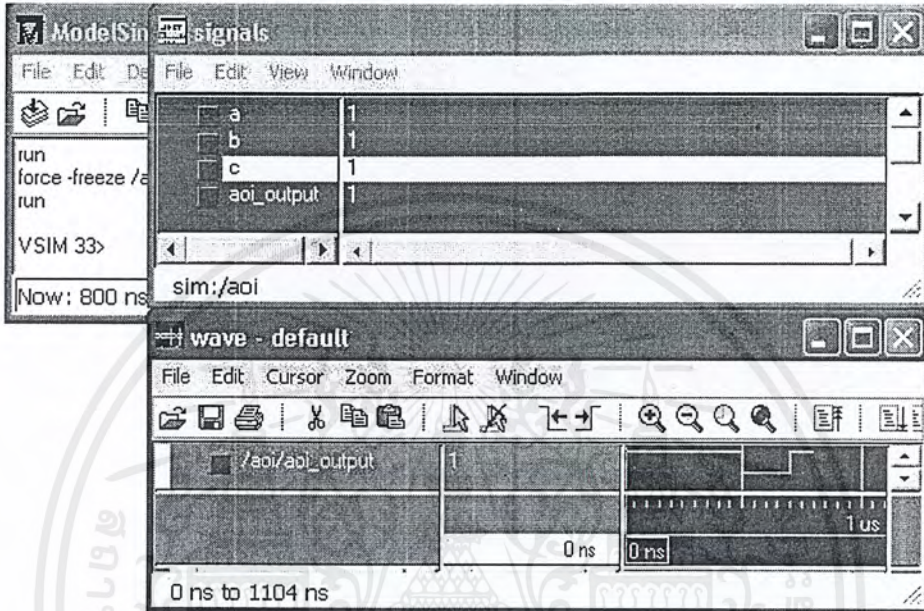 ModelSin
File Edit De
run
force -freeze /a
run
VSIM 33>
Now: 800 ns
signals
File Edit View Window
a 1
b 1
c 1
aoi_output 1
sim:/aoi
wave - default
File Edit Cursor Zoom Format Window
/aoi/aoi_output 1
1 us
0 ns 0 ns
0 ns to 1104 ns